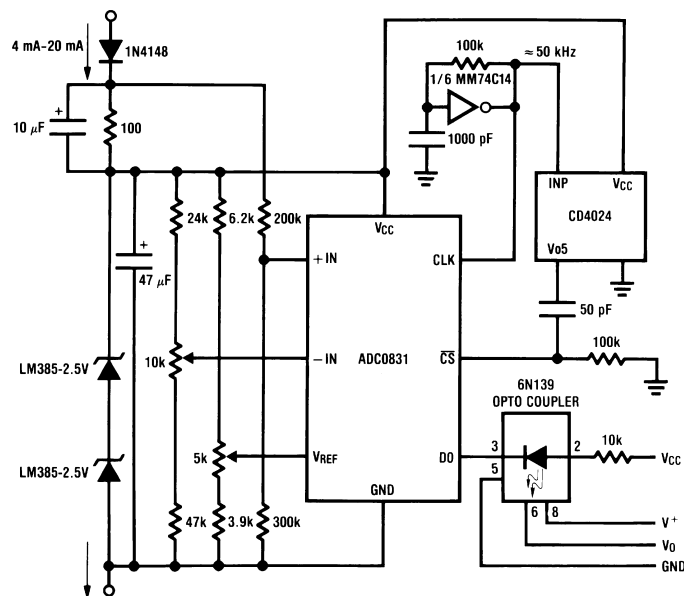 4 mA-20 mA
1N4148
100k
≈ 50 kHz
1/6 MM74C14
+
10 μF
100
1000 pF
INP
VCC
CD4024
Vo5
24k
6.2k
200k
VCC
+ IN
CLK
+
47 μF
50 pF
LM385-2.5V
10k
– IN
ADC0831
CS
100k
6N139
OPTO COUPLER
LM385-2.5V
5k
VREF
DO
3
2
10k
VCC
5
GND
6
8
47k
3.9k
300k
V+
VO
GND